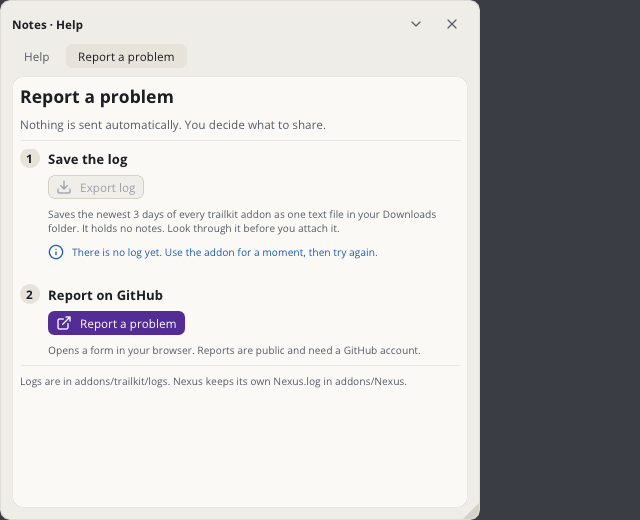 Notes · Help
Help
Report a problem
Report a problem
Nothing is sent automatically. You decide what to share.
1 Save the log
Export log
Saves the newest 3 days of every trailkit addon as one text file in your Downloads
folder. It holds no notes. Look through it before you attach it.
There is no log yet. Use the addon for a moment, then try again.
2 Report on GitHub
Report a problem
Opens a form in your browser. Reports are public and need a GitHub account.
Logs are in addons/trailkit/logs. Nexus keeps its own Nexus.log in addons/Nexus.